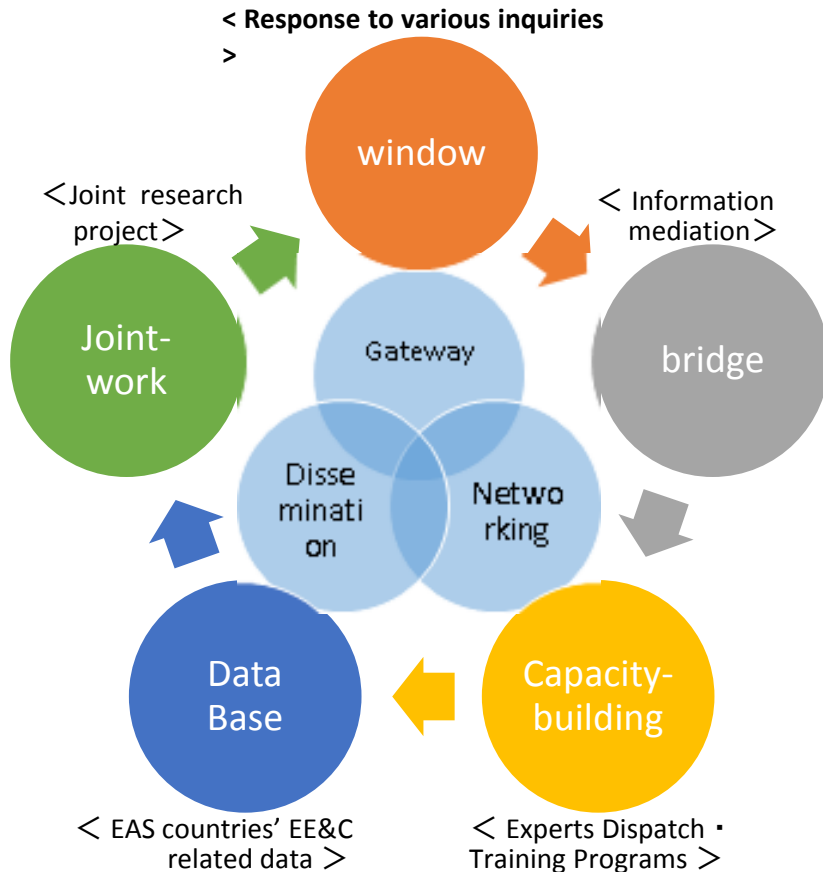 < Response to various inquiries
>
window
＜Joint research
project＞
＜ Information
mediation＞
Joint-
work
Gateway
bridge
Disse
minati
on
Netwo
rking
Data
Base
Capacity-
building
＜ EAS countries’ EE&C
related data ＞
＜ Experts Dispatch・
Training Programs ＞